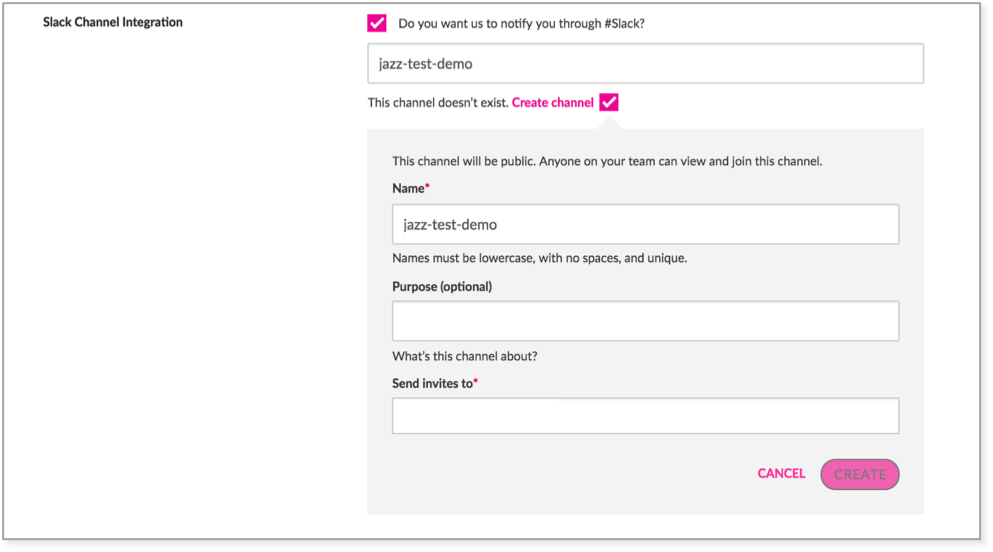 Slack Channel Integration
Do you want us to notify you through #Slack?
jazz-test-demo
This channel doesn't exist. Create channel
This channel will be public. Anyone on your team can view and join this channel.
Name*
jazz-test-demo
Names must be lowercase, with no spaces, and unique.
Purpose (optional)
What's this channel about?
Send invites to*
CANCEL CREATE